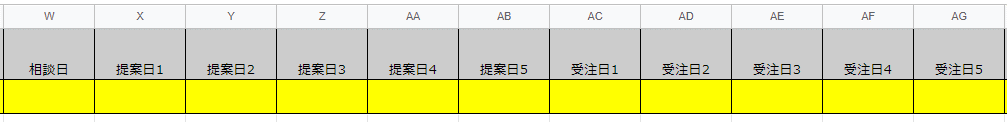 W X Y Z AA AB AC AD AE AF AG
相談日 提案日1 提案日2 提案日3 提案日4 提案日5 受注日1 受注日2 受注日3 受注日4 受注日5